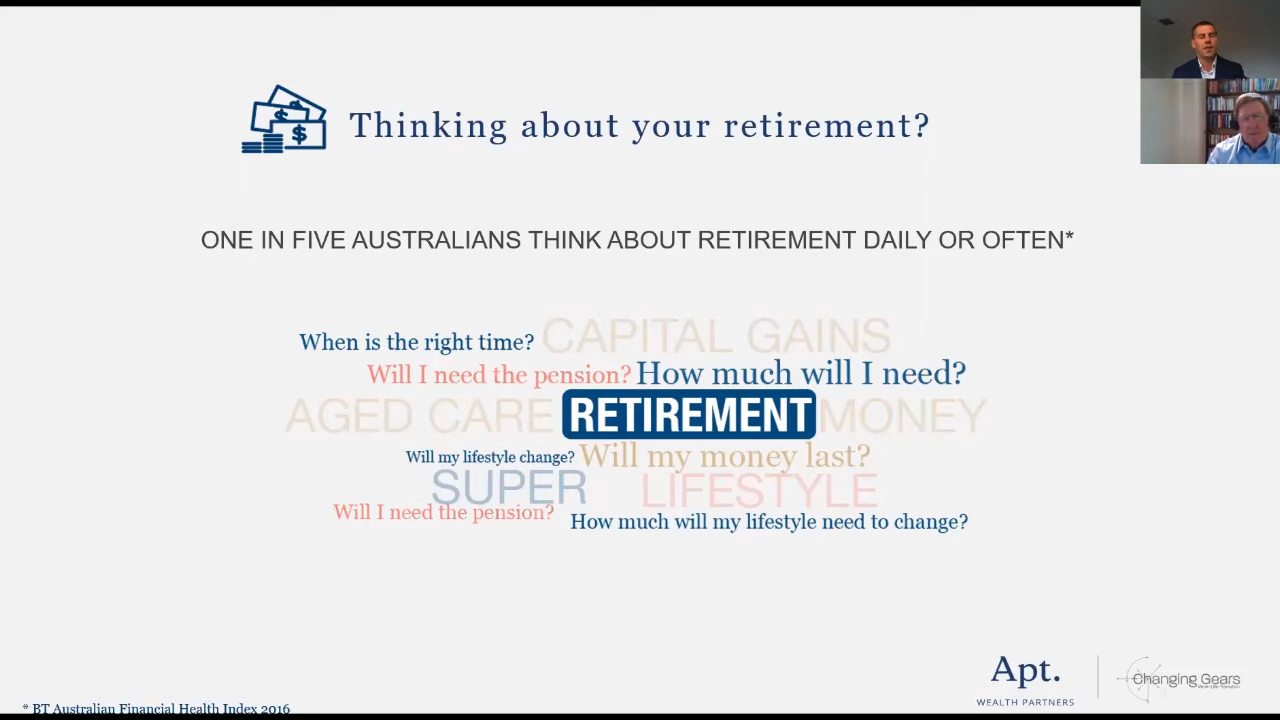 Thinking about your retirement?
ONE IN FIVE AUSTRALIANS THINK ABOUT RETIREMENT DAILY OR OFTEN*
When is the right time? CAPITAL GAINS
Will I need the pension? How much will I need?
AGED CARE RETIREMENT MONEY
Will my lifestyle change? Will my money last?
SUPER LIFESTYLE
Will I need the pension? How much will my lifestyle need to change?
Apt.
WEALTH PARTNERS
Changing Gears
Work-Life Transition
* BT Australian Financial Health Index 2016